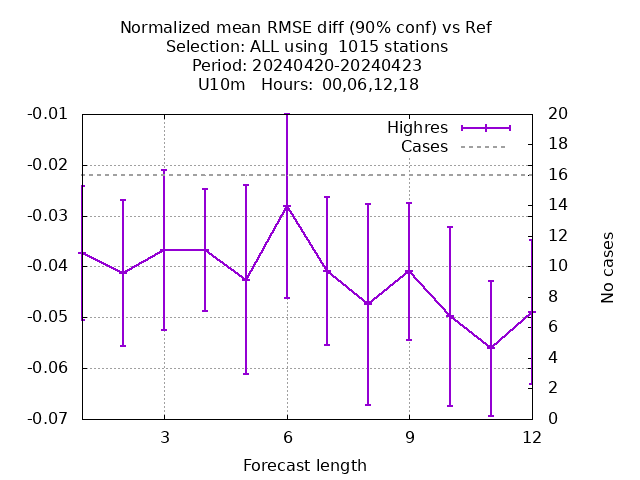 Normalized mean RMSE diff (90% conf) vs Ref
Selection: ALL using  1015 stations
Period: 20240420-20240423
U10m   Hours:  00,06,12,18
-0.01
-0.02
-0.03
-0.04
-0.05
-0.06
-0.07
Highres
Cases
20
18
16
14
12
10
8
6
4
2
0
No cases
3
6
9
12
Forecast length